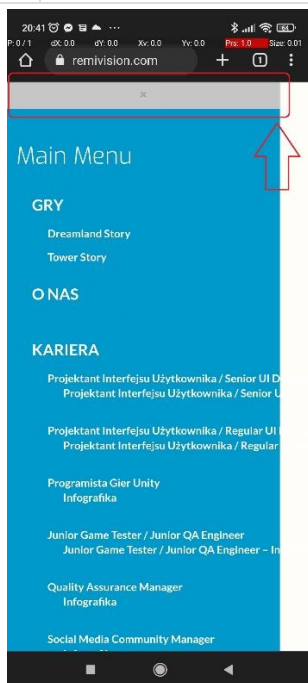 20:41
P: 0 / 1 dX: 0.0 dY: 0.0 Xv: 0.0 Yv: 0.0 Prs: 1.0 Size: 0.01
remivision.com
1
×
Main Menu
GRY
Dreamland Story
Tower Story
O NAS
KARIERA
Projektant Interfejsu Użytkownika / Senior UI D
Projektant Interfejsu Użytkownika / Senior U
Projektant Interfejsu Użytkownika / Regular UI
Projektant Interfejsu Użytkownika / Regular
Programista Gier Unity
Infografika
Junior Game Tester / Junior QA Engineer
Junior Game Tester / Junior QA Engineer – In
Quality Assurance Manager
Infografika
Social Media Community Manager